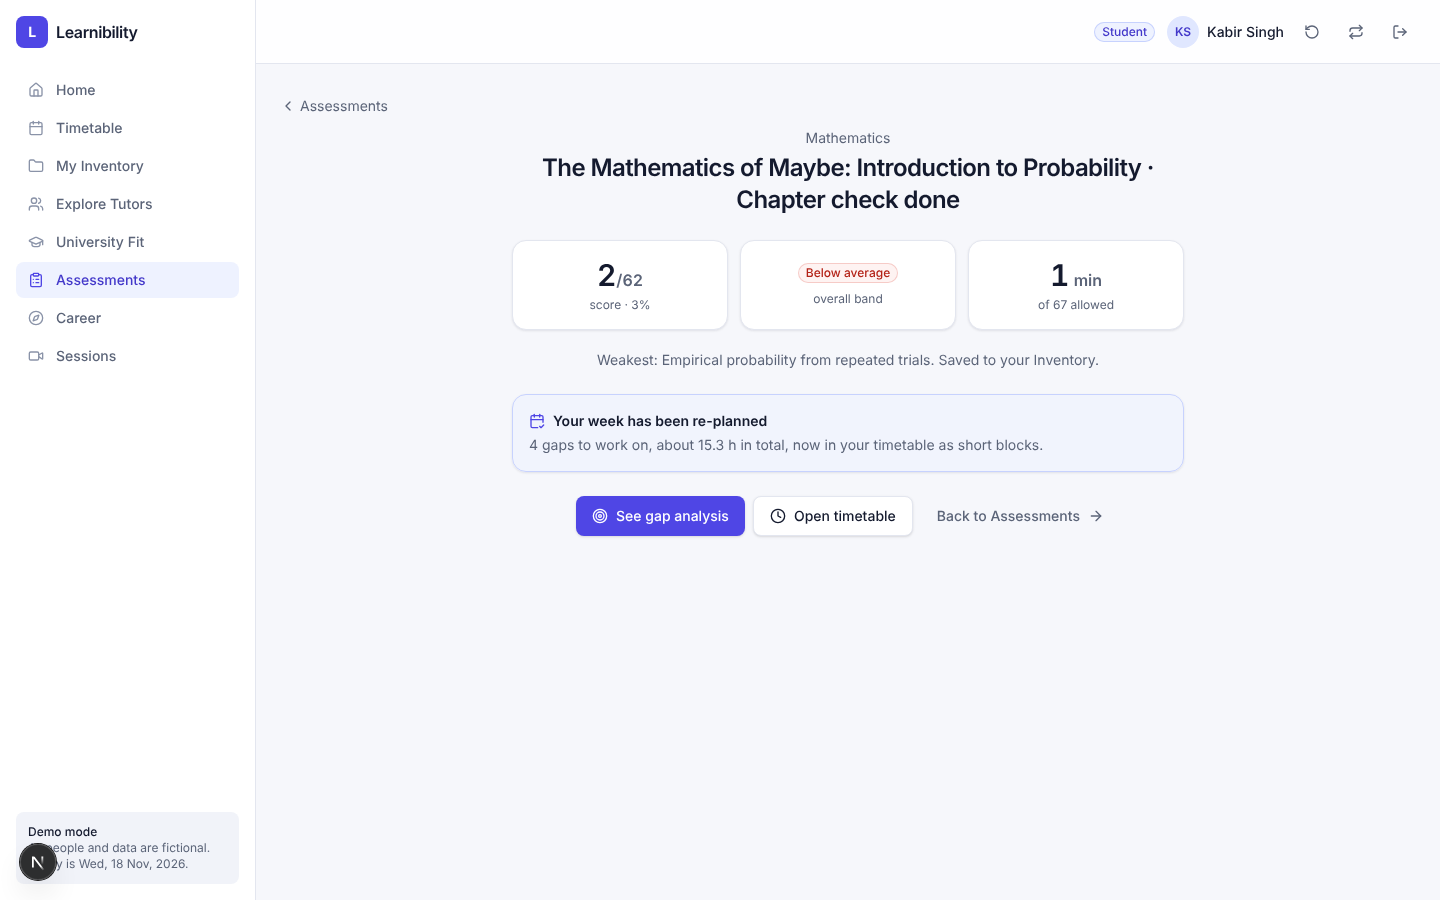 L Learnibility
Student KS Kabir Singh
Home
Timetable
My Inventory
Explore Tutors
University Fit
Assessments
Career
Sessions
Assessments
Mathematics
The Mathematics of Maybe: Introduction to Probability ·
Chapter check done
2/62
score · 3%
Below average
overall band
1 min
of 67 allowed
Weakest: Empirical probability from repeated trials. Saved to your Inventory.
Your week has been re-planned
4 gaps to work on, about 15.3 h in total, now in your timetable as short blocks.
See gap analysis
Open timetable
Back to Assessments
Demo mode
people and data are fictional.
is Wed, 18 Nov, 2026.
N